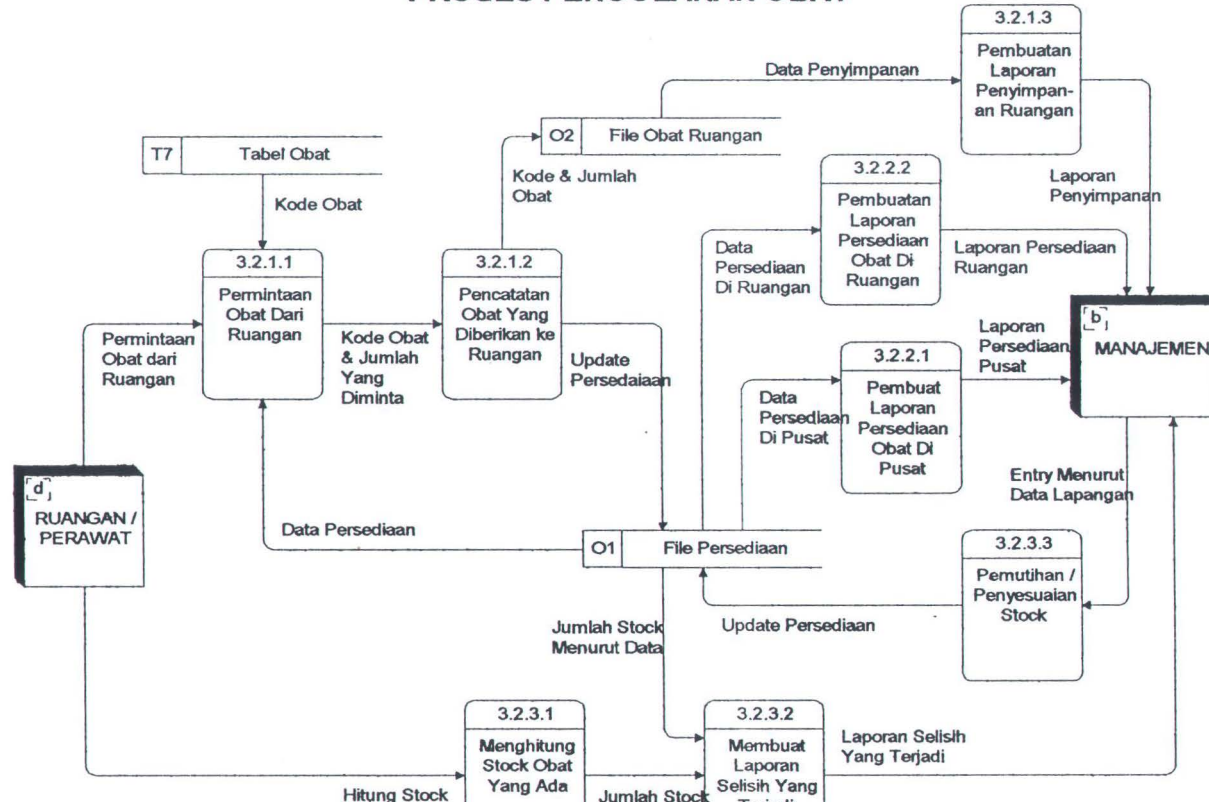 PROSES PERGERAKAN OBAT
3.2.1.3
Pembuatan
Laporan
Penyimpan-
an Ruangan
Data Penyimpanan
O2 File Obat Ruangan
T7 Tabel Obat
Kode & Jumlah
Obat
Kode Obat
Laporan
Penyimpanan
3.2.2.2
Pembuatan
Laporan
Persediaan
Obat Di
Ruangan
Data
Persediaan
Di Ruangan
Laporan Persediaan
Ruangan
3.2.1.1
Permintaan
Obat Dari
Ruangan
3.2.1.2
Pencatatan
Obat Yang
Diberikan ke
Ruangan
Permintaan
Obat dari
Ruangan
Kode Obat
& Jumlah
Yang
Diminta
Update
Persedaiaan
b
MANAJEMEN
Laporan
Persediaan
Pusat
3.2.2.1
Pembuat
Laporan
Persediaan
Obat Di
Pusat
Data
Persediaan
Di Pusat
Entry Menurut
Data Lapangan
d
RUANGAN /
PERAWAT
Data Persediaan
O1 File Persediaan
3.2.3.3
Pemutihan /
Penyesuaian
Stock
Update Persediaan
Jumlah Stock
Menurut Data
3.2.3.1
Menghitung
Stock Obat
Yang Ada
3.2.3.2
Membuat
Laporan
Selisih Yang
Laporan Selisih
Yang Terjadi
Hitung Stock
Jumlah Stock